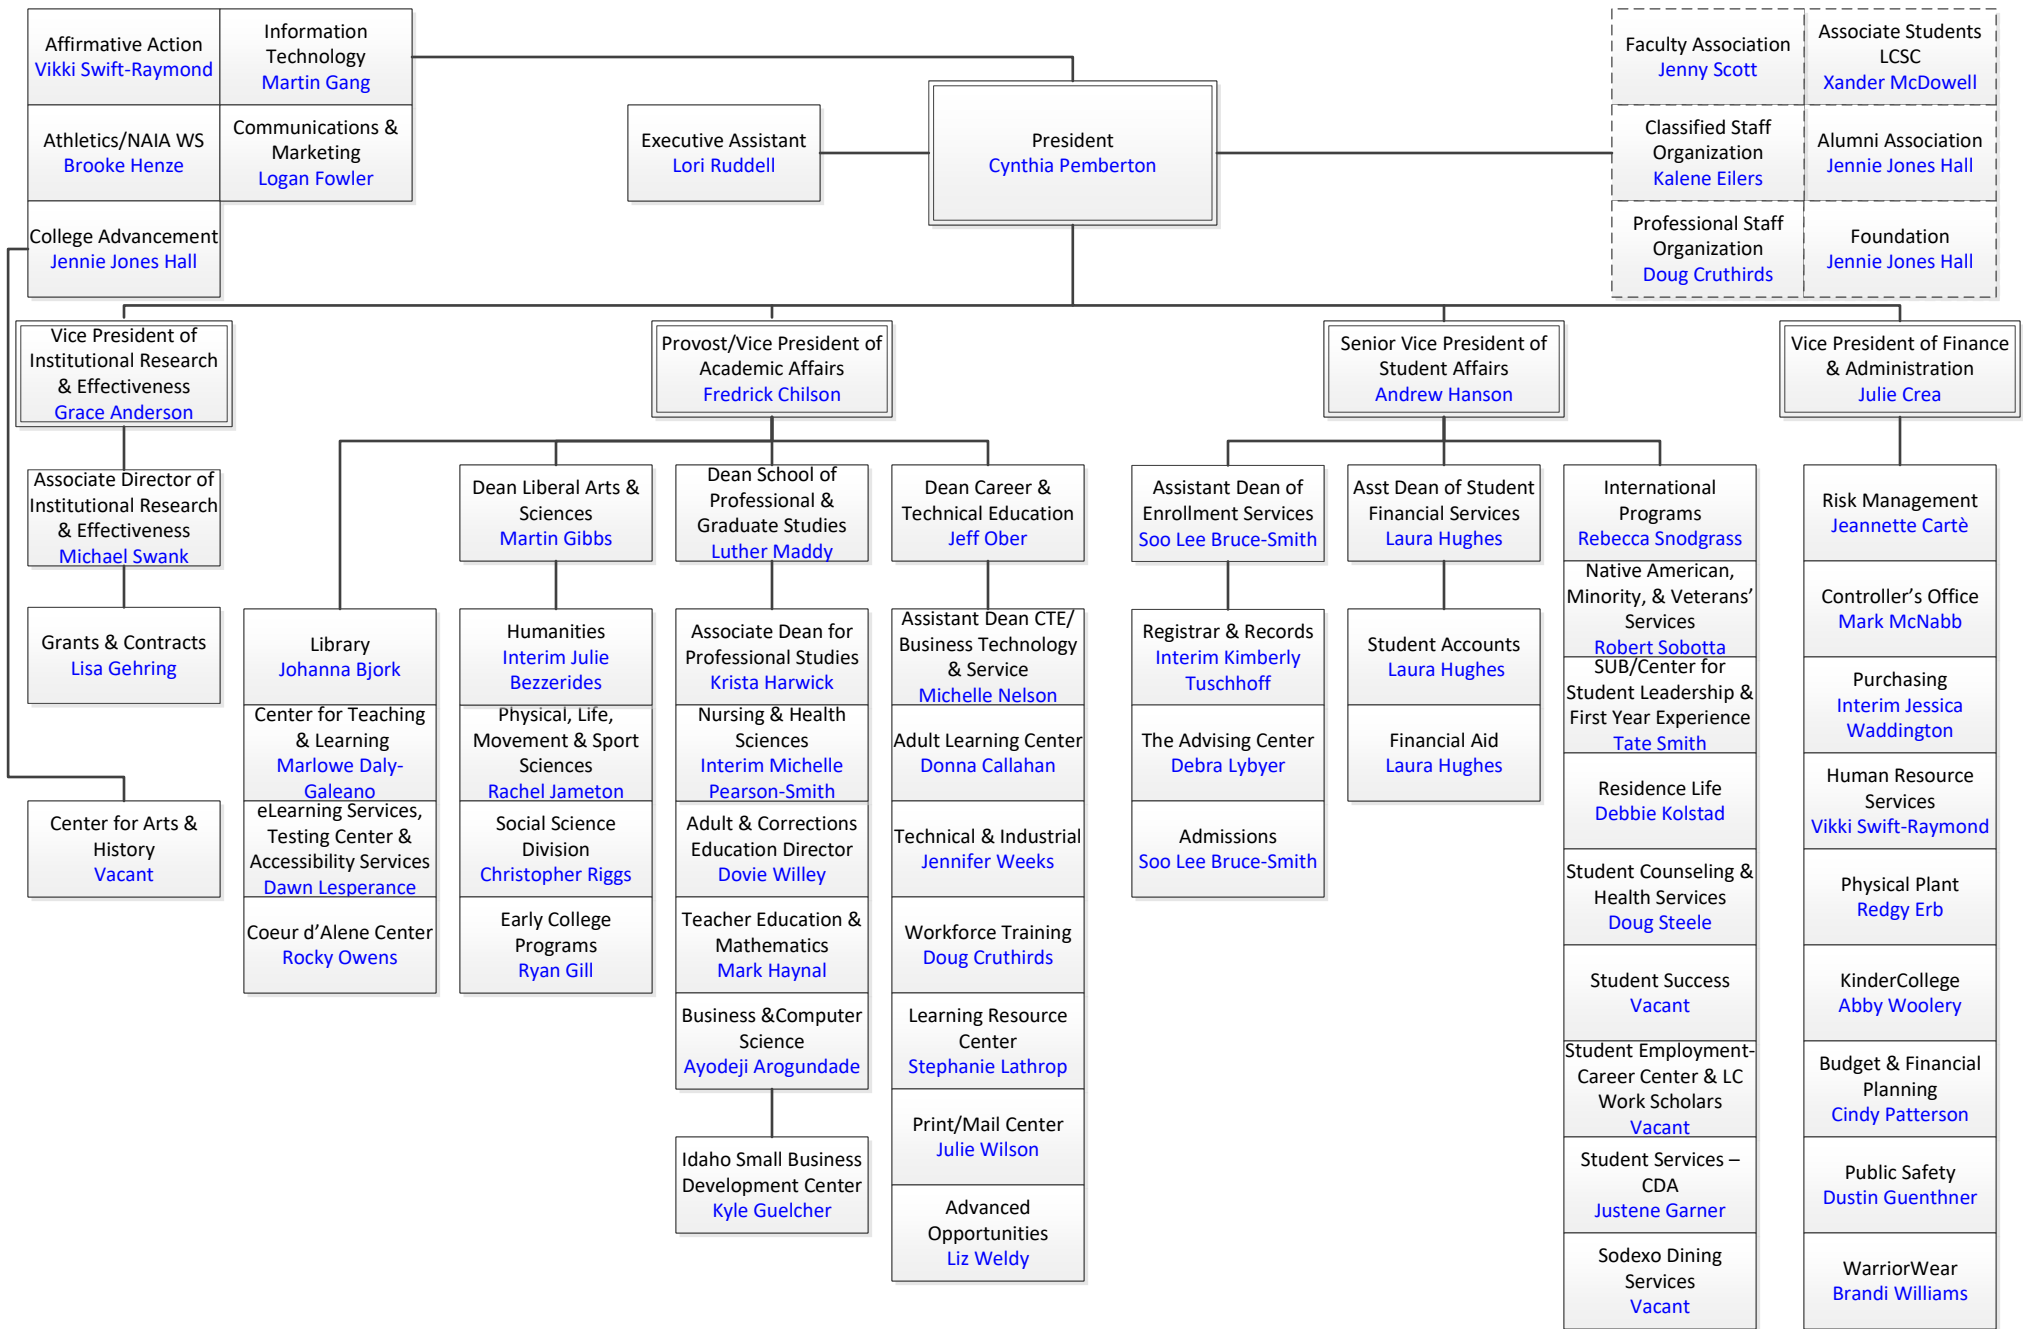 Affirmative Action
Vikki Swift-Raymond
Information
Technology
Martin Gang
Athletics/NAIA WS
Brooke Henze
Communications &
Marketing
Logan Fowler
College Advancement
Jennie Jones Hall
Executive Assistant
Lori Ruddell
President
Cynthia Pemberton
Faculty Association
Jenny Scott
Associate Students
LCSC
Xander McDowell
Classified Staff
Organization
Kalene Eilers
Alumni Association
Jennie Jones Hall
Professional Staff
Organization
Doug Cruthirds
Foundation
Jennie Jones Hall
Vice President of
Institutional Research
& Effectiveness
Grace Anderson
Provost/Vice President of
Academic Affairs
Fredrick Chilson
Senior Vice President of
Student Affairs
Andrew Hanson
Vice President of Finance
& Administration
Julie Crea
Associate Director of
Institutional Research
& Effectiveness
Michael Swank
Grants & Contracts
Lisa Gehring
Center for Arts &
History
Vacant
Library
Johanna Bjork
Center for Teaching
& Learning
Marlowe Daly-
Galeano
eLearning Services,
Testing Center &
Accessibility Services
Dawn Lesperance
Coeur d’Alene Center
Rocky Owens
Dean Liberal Arts &
Sciences
Martin Gibbs
Humanities
Interim Julie
Bezzerides
Physical, Life,
Movement & Sport
Sciences
Rachel Jameton
Social Science
Division
Christopher Riggs
Early College
Programs
Ryan Gill
Dean School of
Professional &
Graduate Studies
Luther Maddy
Associate Dean for
Professional Studies
Krista Harwick
Nursing & Health
Sciences
Interim Michelle
Pearson-Smith
Adult & Corrections
Education Director
Dovie Willey
Teacher Education &
Mathematics
Mark Haynal
Business &Computer
Science
Ayodeji Arogundade
Idaho Small Business
Development Center
Kyle Guelcher
Dean Career &
Technical Education
Jeff Ober
Assistant Dean CTE/
Business Technology
& Service
Michelle Nelson
Adult Learning Center
Donna Callahan
Technical & Industrial
Jennifer Weeks
Workforce Training
Doug Cruthirds
Learning Resource
Center
Stephanie Lathrop
Print/Mail Center
Julie Wilson
Advanced
Opportunities
Liz Weldy
Assistant Dean of
Enrollment Services
Soo Lee Bruce-Smith
Registrar & Records
Interim Kimberly
Tuschhoff
The Advising Center
Debra Lybyer
Admissions
Soo Lee Bruce-Smith
Asst Dean of Student
Financial Services
Laura Hughes
Student Accounts
Laura Hughes
Financial Aid
Laura Hughes
International
Programs
Rebecca Snodgrass
Native American,
Minority, & Veterans’
Services
Robert Sobotta
SUB/Center for
Student Leadership &
First Year Experience
Tate Smith
Residence Life
Debbie Kolstad
Student Counseling &
Health Services
Doug Steele
Student Success
Vacant
Student Employment-
Career Center & LC
Work Scholars
Vacant
Student Services –
CDA
Justene Garner
Sodexo Dining
Services
Vacant
Risk Management
Jeannette Cartè
Controller’s Office
Mark McNabb
Purchasing
Interim Jessica
Waddington
Human Resource
Services
Vikki Swift-Raymond
Physical Plant
Redgy Erb
KinderCollege
Abby Woolery
Budget & Financial
Planning
Cindy Patterson
Public Safety
Dustin Guenthner
WarriorWear
Brandi Williams